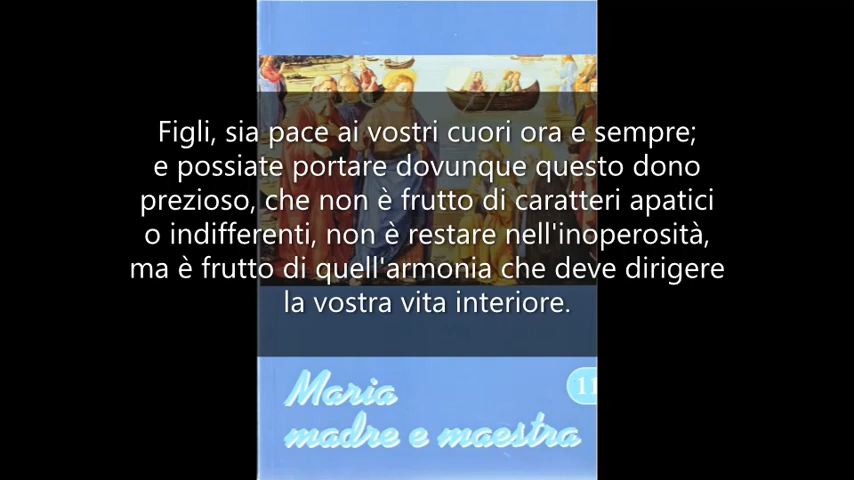 Figli, sia pace ai vostri cuori ora e sempre;
e possiate portare dovunque questo dono
prezioso, che non è frutto di caratteri apatici
o indifferenti, non è restare nell'inoperosità,
ma è frutto di quell'armonia che deve dirigere
la vostra vita interiore.
Maria
11
madre e maestra